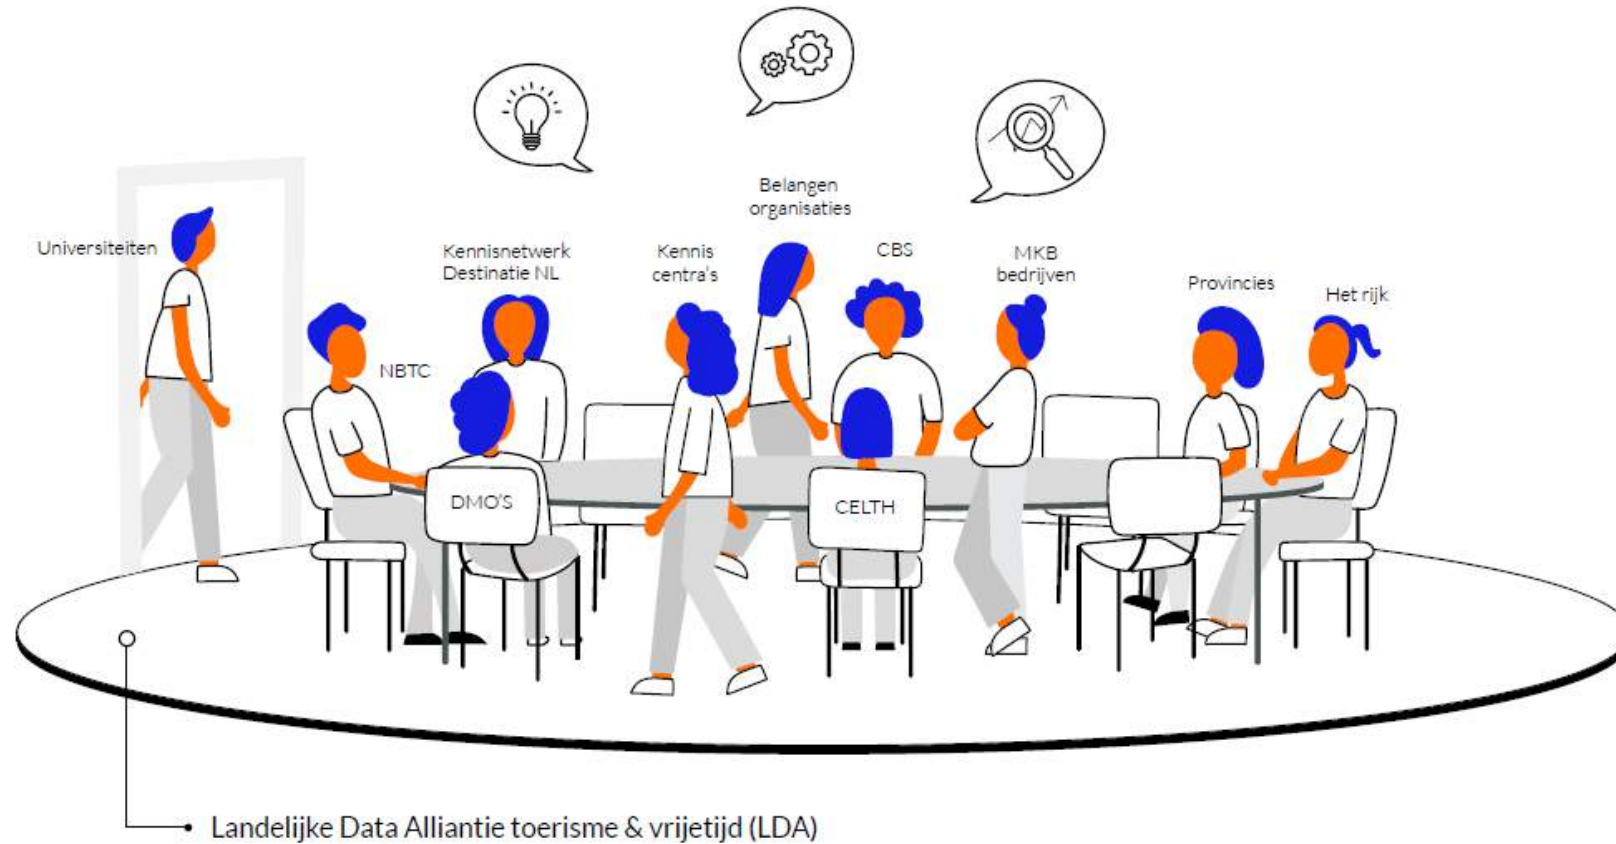 Belangen
organisaties
Universiteiten
Kennisnetwerk
Destinatie NL
Kennis
centra's
CBS
MKB
bedrijven
Provincies
Het rijk
NBTC
DMO'S
CELTH
Landelijke Data Alliantie toerisme & vrijetijd (LDA)